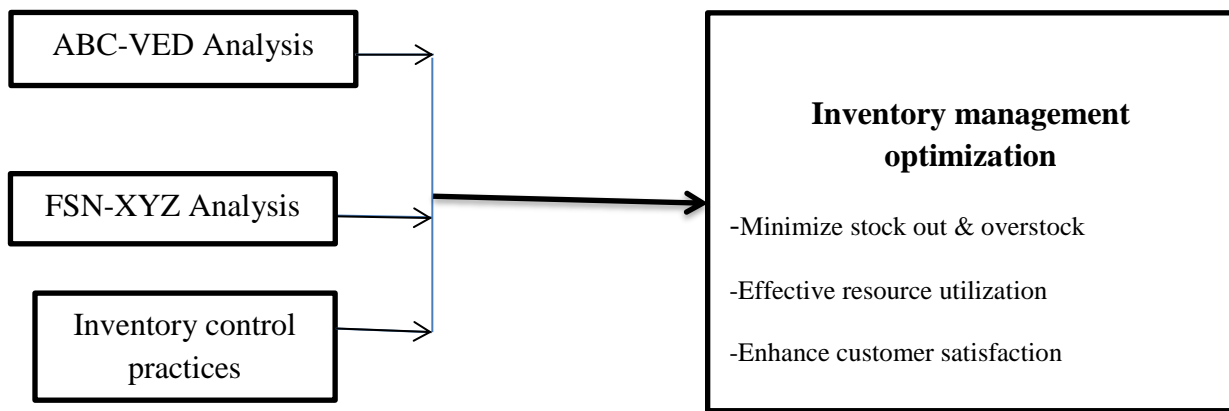 ABC-VED Analysis
FSN-XYZ Analysis
Inventory control
practices
Inventory management
optimization
-Minimize stock out & overstock
-Effective resource utilization
-Enhance customer satisfaction